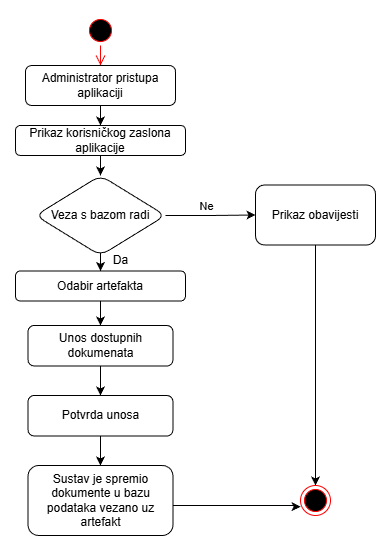 Administrator pristupa
aplikaciji
Prikaz korisničkog zaslona
aplikacije
Veza s bazom radi
Ne
Prikaz obavijesti
Da
Odabir artefakta
Unos dostupnih
dokumenata
Potvrda unosa
Sustav je spremio
dokumente u bazu
podataka vezano uz
artefakt